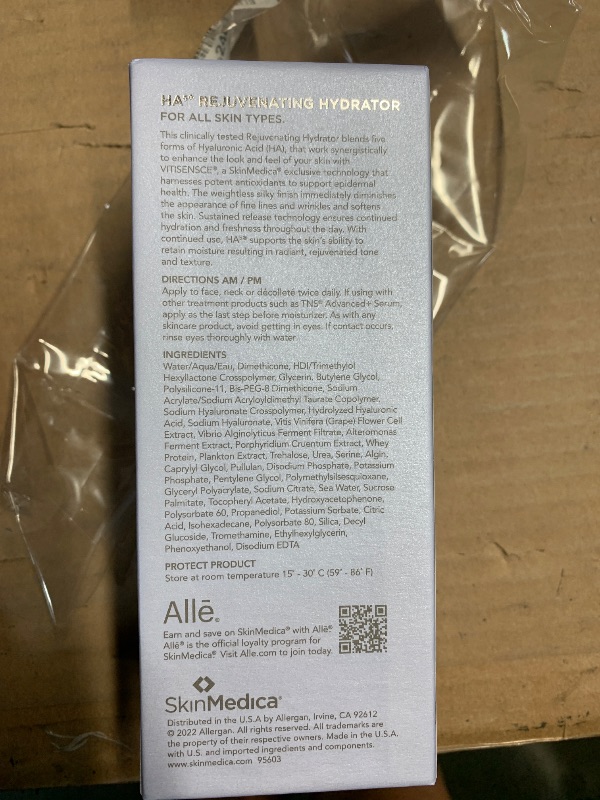 HA⁵® REJUVENATING HYDRATOR
FOR ALL SKIN TYPES.
This clinically tested Rejuvenating Hydrator blends five
forms of Hyaluronic Acid (HA), that work synergistically
to enhance the look and feel of your skin with
VITISENSCE®, a SkinMedica® exclusive technology that
harnesses potent antioxidants to support epidermal
health. The weightless silky finish immediately diminishes
the appearance of fine lines and wrinkles and softens
the skin. Sustained release technology ensures continued
hydration and freshness throughout the day. With
continued use, HA⁵® supports the skin's ability to
retain moisture resulting in radiant, rejuvenated tone
and texture.
DIRECTIONS AM / PM
Apply to face, neck or décolleté twice daily. If using with
other treatment products such as TNS® Advanced+ Serum,
apply as the last step before moisturizer. As with any
skincare product, avoid getting in eyes. If contact occurs,
rinse eyes thoroughly with water.
INGREDIENTS
Water/Aqua/Eau, Dimethicone, HDI/Trimethylol
Hexyllactone Crosspolymer, Glycerin, Butylene Glycol,
Polysilicone-11, Bis-PEG-8 Dimethicone, Sodium
Acrylate/Sodium Acryloyldimethyl Taurate Copolymer,
Sodium Hyaluronate Crosspolymer, Hydrolyzed Hyaluronic
Acid, Sodium Hyaluronate, Vitis Vinifera (Grape) Flower Cell
Extract, Vibrio Alginolyticus Ferment Filtrate, Alteromonas
Ferment Extract, Porphyridium Cruentum Extract, Whey
Protein, Plankton Extract, Trehalose, Urea, Serine, Algin,
Caprylyl Glycol, Pullulan, Disodium Phosphate, Potassium
Phosphate, Pentylene Glycol, Polymethylsilsesquioxane,
Glyceryl Polyacrylate, Sodium Citrate, Sea Water, Sucrose
Palmitate, Tocopheryl Acetate, Hydroxyacetophenone,
Polysorbate 60, Propanediol, Potassium Sorbate, Citric
Acid, Isohexadecane, Polysorbate 80, Silica, Decyl
Glucoside, Tromethamine, Ethylhexylglycerin,
Phenoxyethanol, Disodium EDTA
PROTECT PRODUCT
Store at room temperature 15° - 30° C (59° - 86° F)
Allē®
Earn and save on SkinMedica® with Allē®
Allē® is the official loyalty program for
SkinMedica®. Visit Alle.com to join today.
SkinMedica®
Distributed in the U.S.A by Allergan, Irvine, CA 92612
© 2022 Allergan. All rights reserved. All trademarks are
the property of their respective owners. Made in the U.S.A.
with U.S. and imported ingredients and components.
www.skinmedica.com 95603